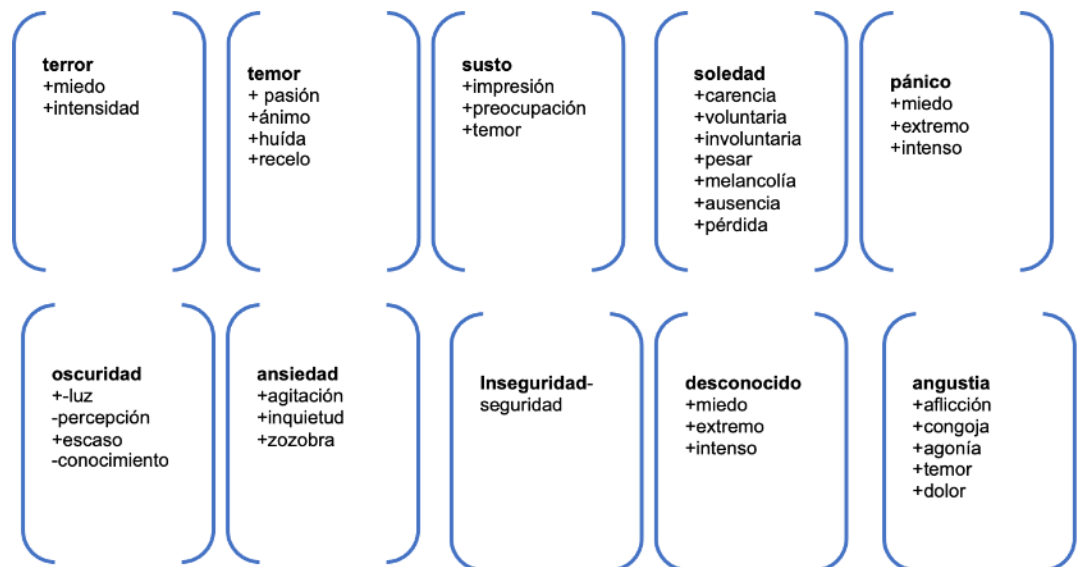 terror
+miedo
+intensidad
temor
+ pasión
+ánimo
+huída
+recelo
susto
+impresión
+preocupación
+temor
soledad
+carencia
+voluntaria
+involuntaria
+pesar
+melancolía
+ausencia
+pérdida
pánico
+miedo
+extremo
+intenso
oscuridad
+-luz
-percepción
+escaso
-conocimiento
ansiedad
+agitación
+inquietud
+zozobra
Inseguridad-
seguridad
desconocido
+miedo
+extremo
+intenso
angustia
+aflicción
+congoja
+agonía
+temor
+dolor